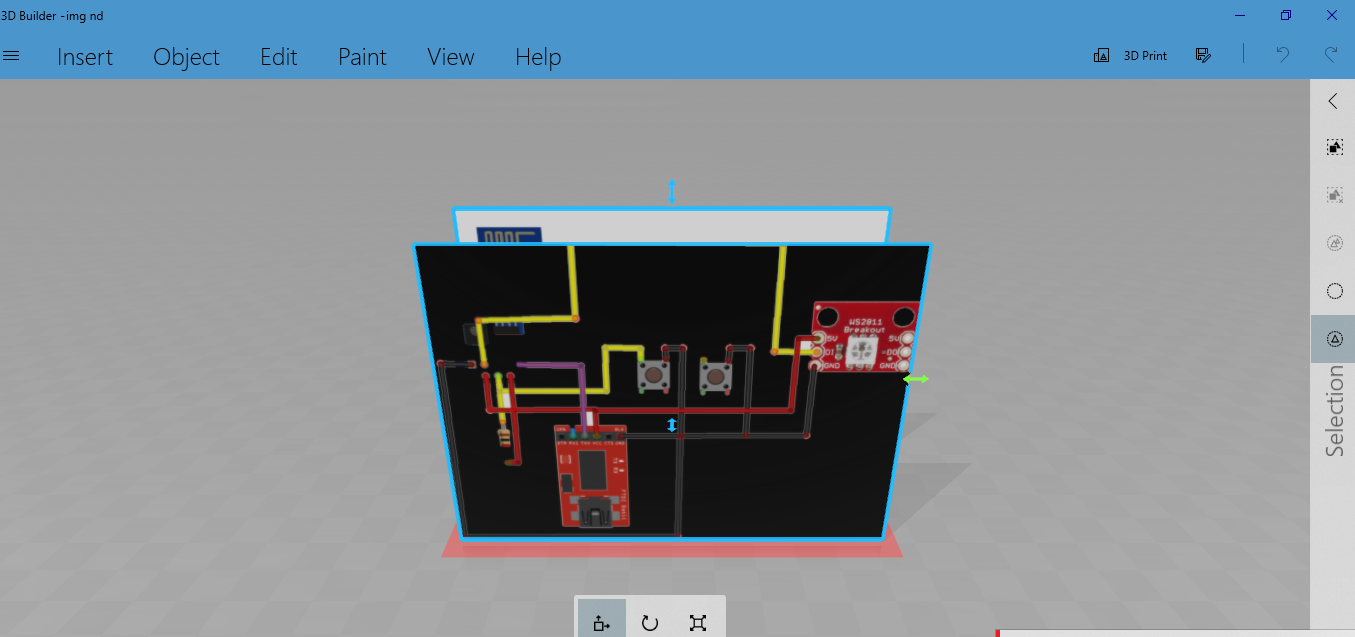 3D Builder -img nd
Insert
Object
Edit
Paint
View
Help
3D Print
WS2811
Breakout
5V
5V
DI
DO
GND
GND
Selection